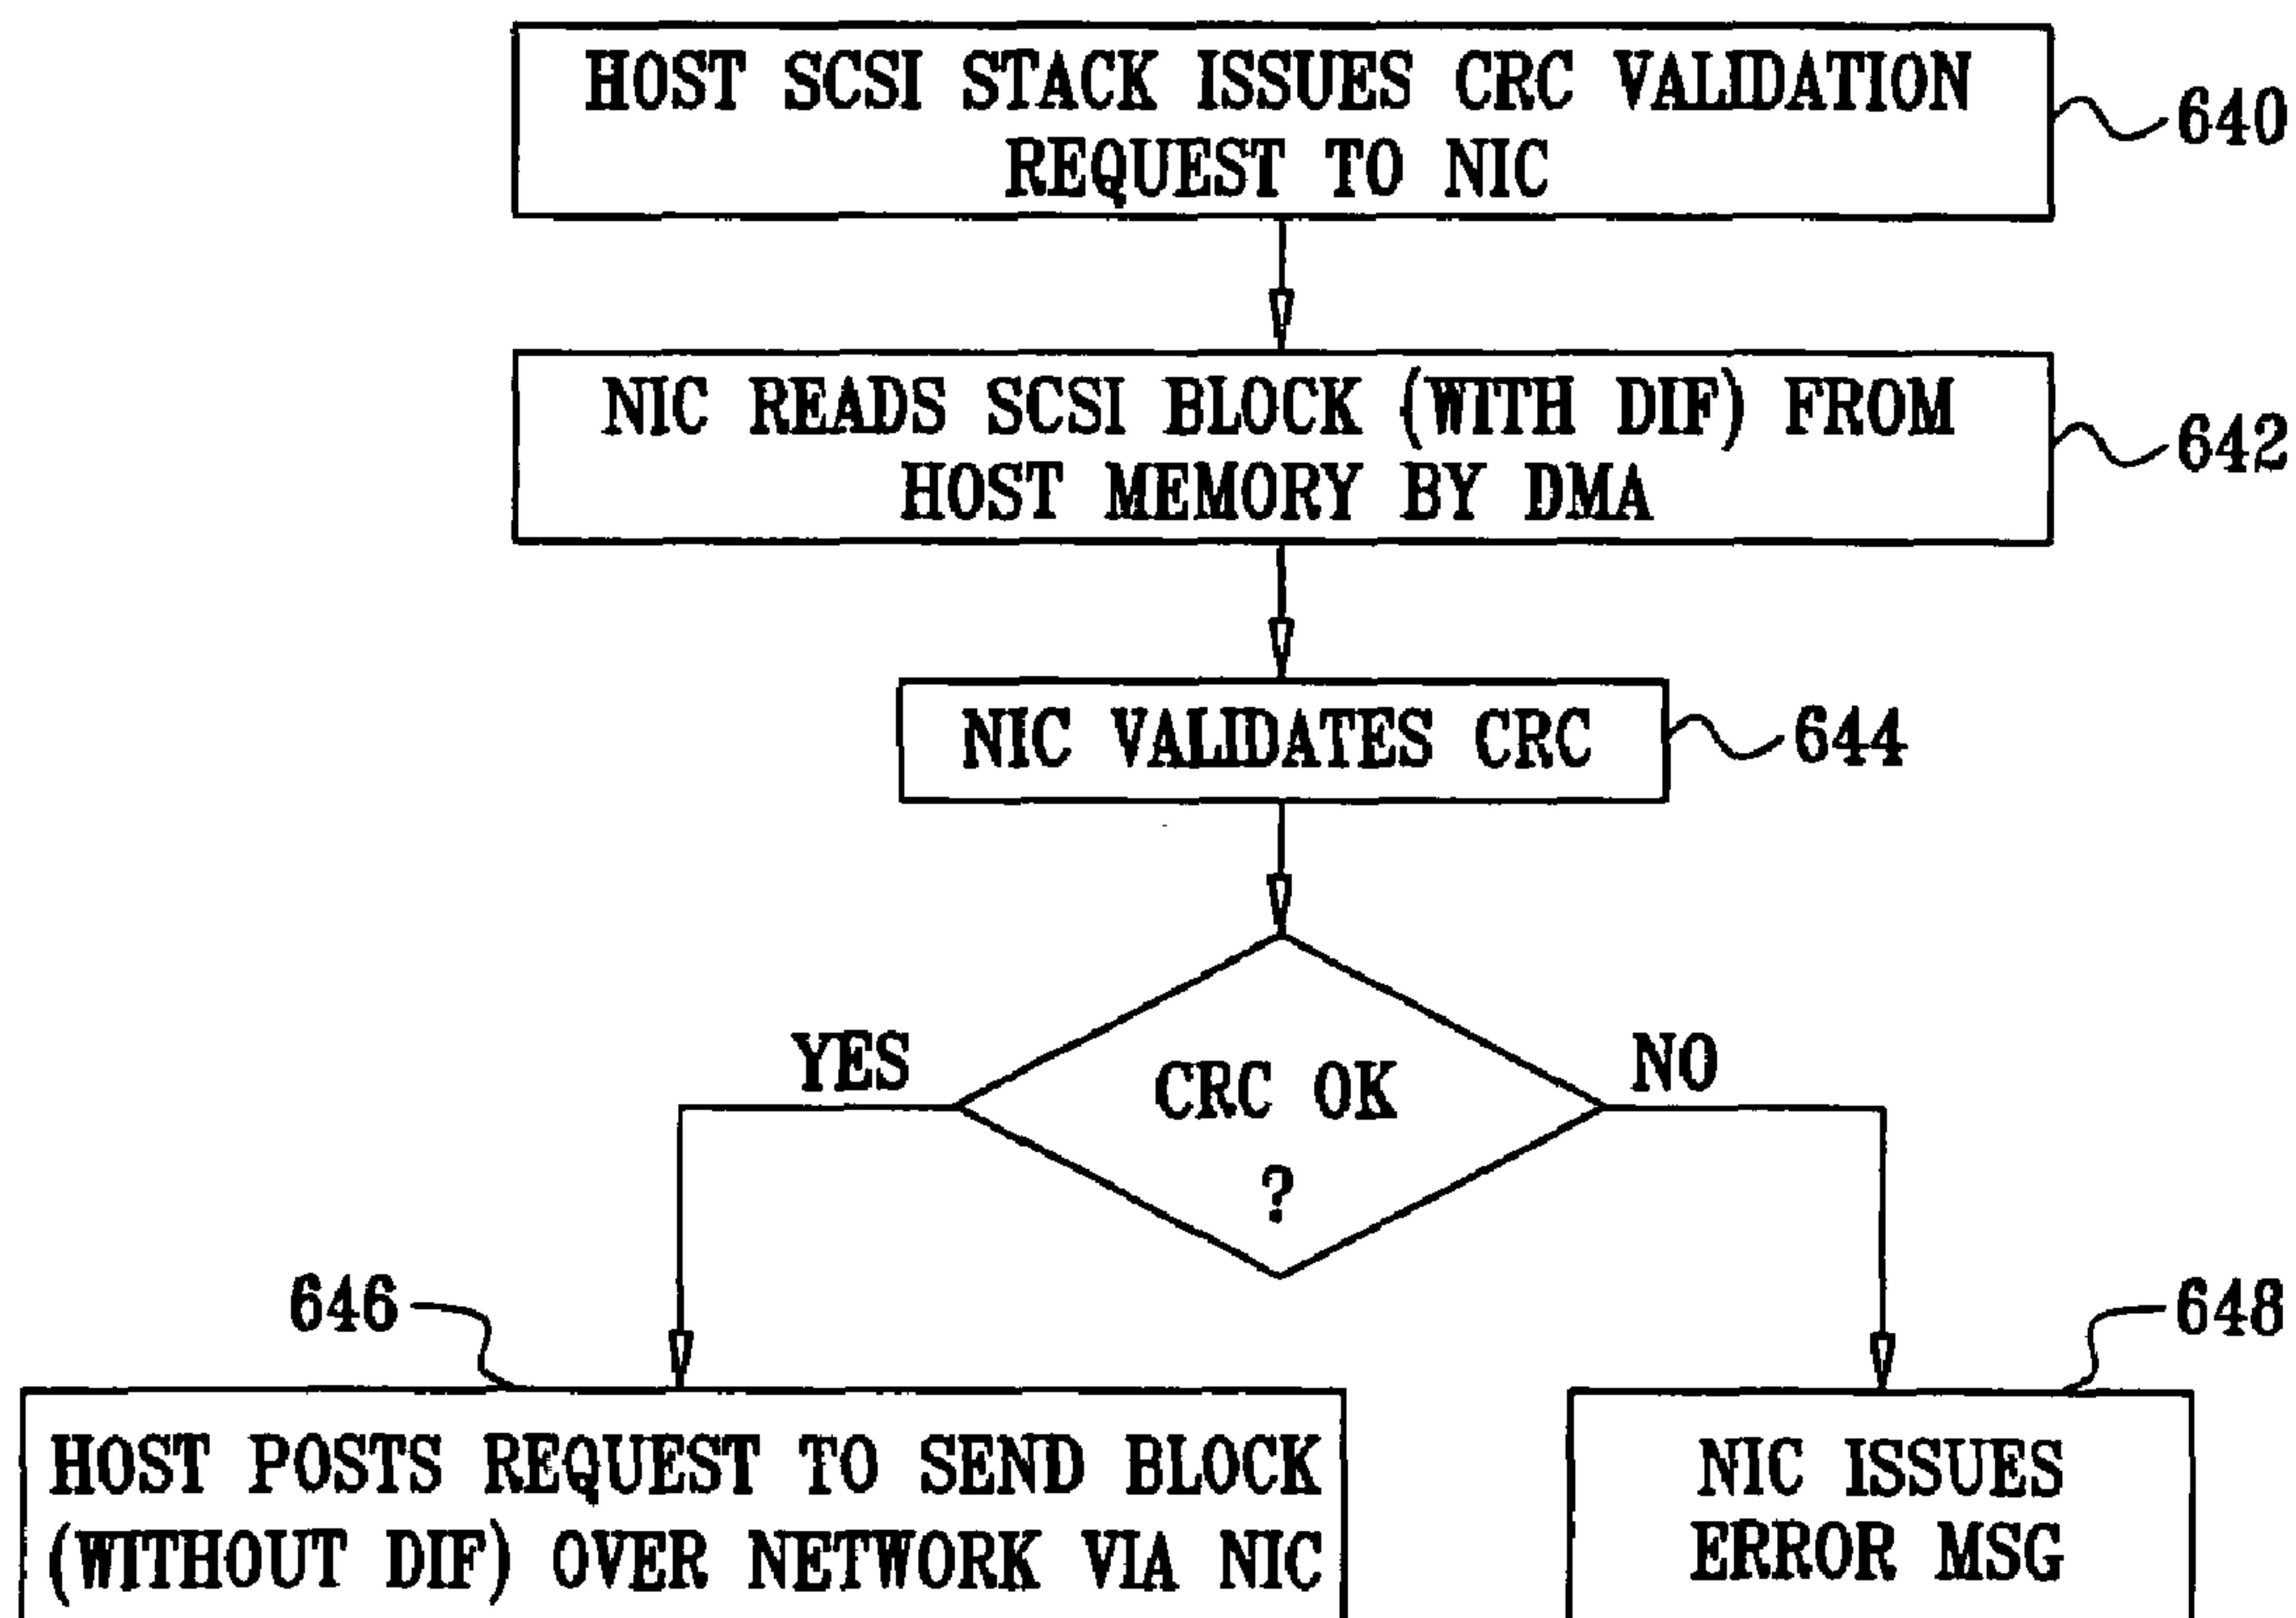 HOST SCSI STACK ISSUES CRC VALIDATION
REQUEST TO NIC
640
NIC READS SCSI BLOCK (WITH DIF) FROM
HOST MEMORY BY DMA
642
NIC VALIDATES CRC
644
YES
CRC OK
?
NO
646
648
HOST POSTS REQUEST TO SEND BLOCK
(WITHOUT DIF) OVER NETWORK VIA NIC
NIC ISSUES
ERROR MSG